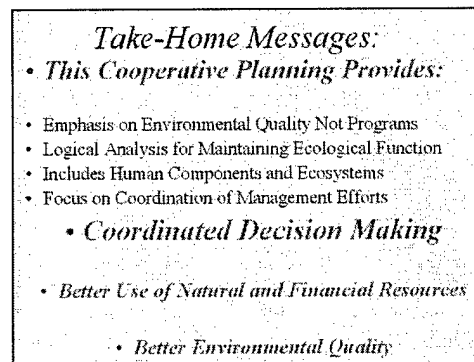 Take-Home Messages:
• This Cooperative Planning Provides:
• Emphasis on Environmental Quality Not Programs
• Logical Analysis for Maintaining Ecological Function
• Includes Human Components and Ecosystems
• Focus on Coordination of Management Efforts
• Coordinated Decision Making
• Better Use of Natural and Financial Resources
• Better Environmental Quality